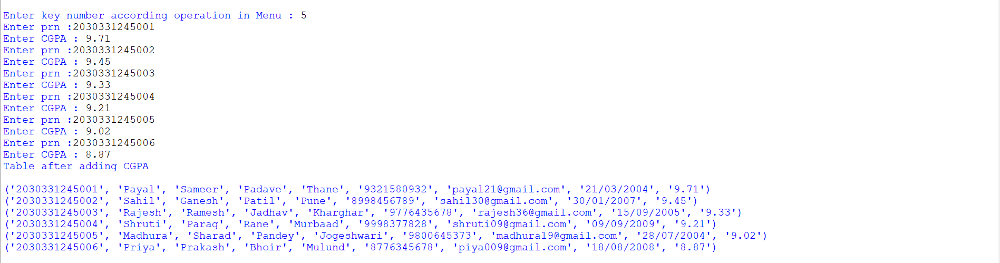 Enter key number according operation in Menu : 5
Enter prn :2030331245001
Enter CGPA : 9.71
Enter prn :2030331245002
Enter CGPA : 9.45
Enter prn :2030331245003
Enter CGPA : 9.33
Enter prn :2030331245004
Enter CGPA : 9.21
Enter prn :2030331245005
Enter CGPA : 9.02
Enter prn :2030331245006
Enter CGPA : 8.87
Table after adding CGPA
('2030331245001', 'Payal', 'Sameer', 'Padave', 'Thane', '9321580932', 'payal21@gmail.com', '21/03/2004', '9.71')
('2030331245002', 'Sahil', 'Ganesh', 'Patil', 'Pune', '8998456789', 'sahil30@gmail.com', '30/01/2007', '9.45')
('2030331245003', 'Rajesh', 'Ramesh', 'Jadhav', 'Kharghar', '9776435678', 'rajesh36@gmail.com', '15/09/2005', '9.33')
('2030331245004', 'Shruti', 'Parag', 'Rane', 'Murbaad', '9998377828', 'shruti09@gmail.com', '09/09/2009', '9.21')
('2030331245005', 'Madhura', 'Sharad', 'Pandey', 'Jogeshwari', '9800645373', 'madhura19@gmail.com', '28/07/2004', '9.02')
('2030331245006', 'Priya', 'Prakash', 'Bhoir', 'Mulund', '8776345678', 'piya009@gmail.com', '18/08/2008', '8.87')